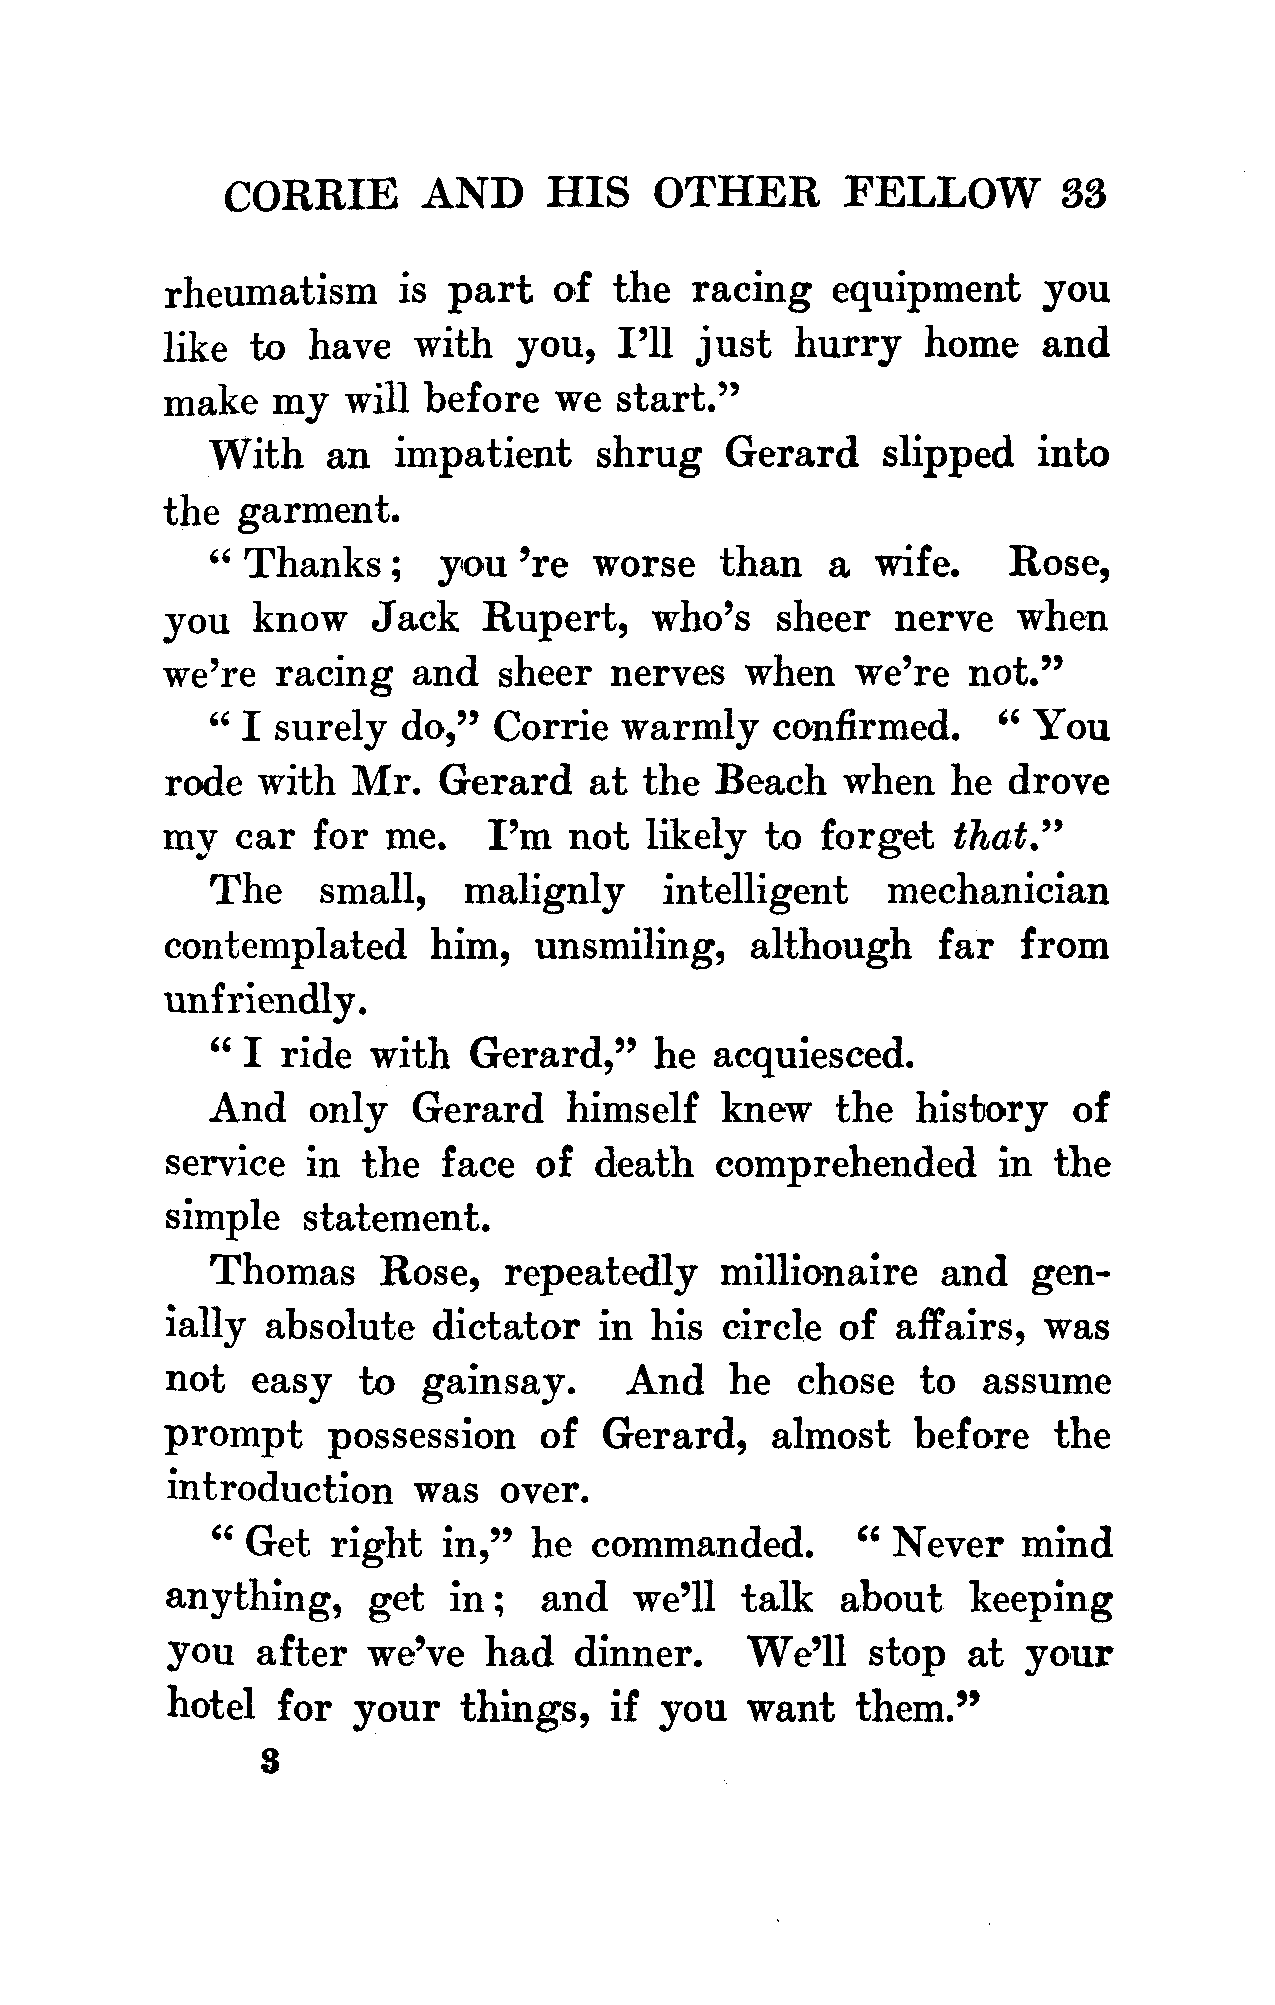 CORRIE AND HIS OTHER FELLOW 33
rheumatism is part of the racing equipment you
like to have with you, I'll just hurry home and
make my will before we start."
With an impatient shrug Gerard slipped into
the garment.
"Thanks; you're worse than a wife. Rose,
you know Jack Rupert, who's sheer nerve when
we're racing and sheer nerves when we're not."
"I surely do," Corrie warmly confirmed. "You
rode with Mr. Gerard at the Beach when he drove
my car for me. I'm not likely to forget that."
The small, malignly intelligent mechanician
contemplated him, unsmiling, although far from
unfriendly.
"I ride with Gerard," he acquiesced.
And only Gerard himself knew the history of
service in the face of death comprehended in the
simple statement.
Thomas Rose, repeatedly millionaire and gen-
ially absolute dictator in his circle of affairs, was
not easy to gainsay. And he chose to assume
prompt possession of Gerard, almost before the
introduction was over.
"Get right in," he commanded. "Never mind
anything, get in; and we'll talk about keeping
you after we've had dinner. We'll stop at your
hotel for your things, if you want them."
3